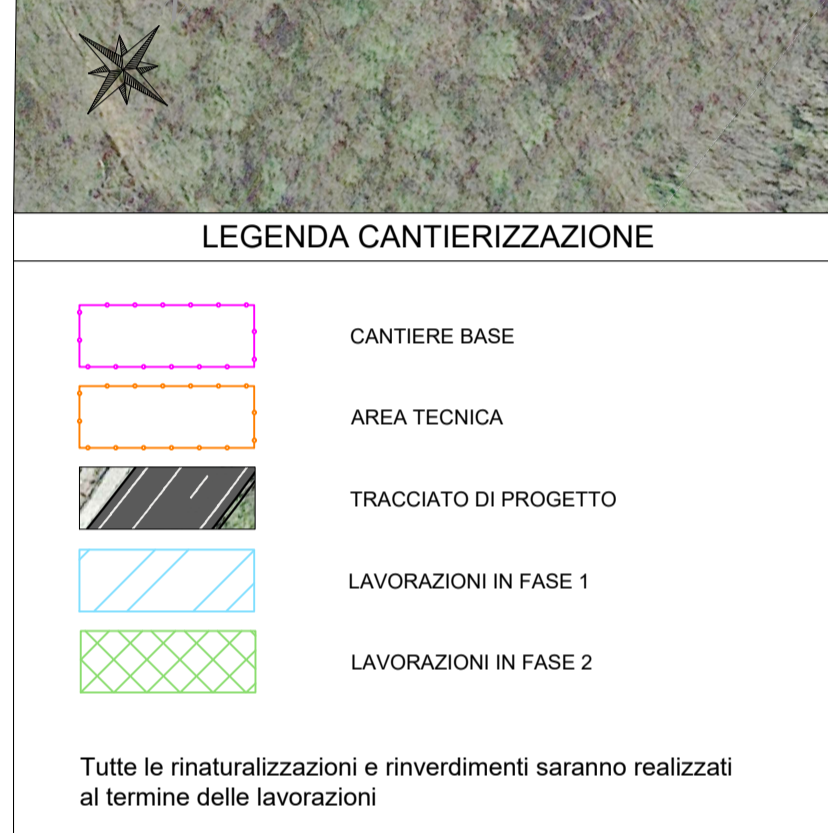 LEGENDA CANTIERIZZAZIONE
CANTIERE BASE
AREA TECNICA
TRACCIATO DI PROGETTO
LAVORAZIONI IN FASE 1
LAVORAZIONI IN FASE 2
Tutte le rinaturalizzazioni e rinverdimenti saranno realizzati
al termine delle lavorazioni